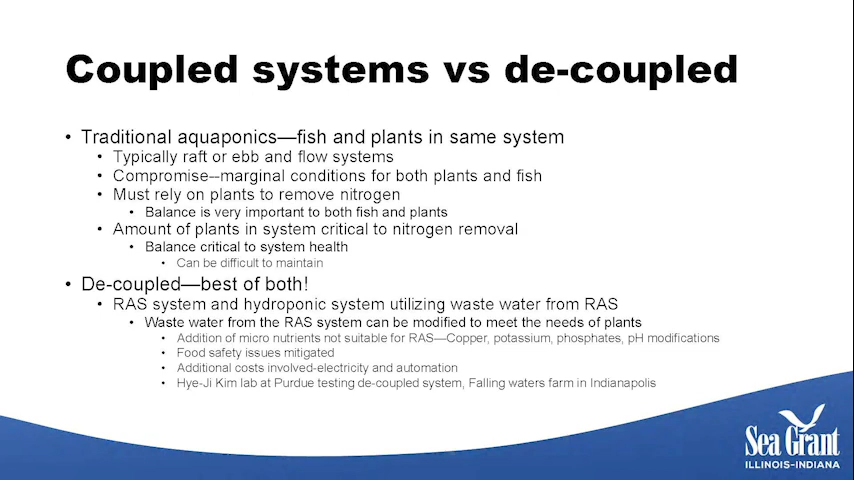 Coupled systems vs de-coupled
• Traditional aquaponics—fish and plants in same system
• Typically raft or ebb and flow systems
• Compromise--marginal conditions for both plants and fish
• Must rely on plants to remove nitrogen
• Balance is very important to both fish and plants
• Amount of plants in system critical to nitrogen removal
• Balance critical to system health
• Can be difficult to maintain
• De-coupled—best of both!
• RAS system and hydroponic system utilizing waste water from RAS
• Waste water from the RAS system can be modified to meet the needs of plants
• Addition of micro nutrients not suitable for RAS—Copper, potassium, phosphates, pH modifications
• Food safety issues mitigated
• Additional costs involved-electricity and automation
• Hye-Ji Kim lab at Purdue testing de-coupled system, Falling waters farm in Indianapolis
Sea Grant
ILLINOIS-INDIANA